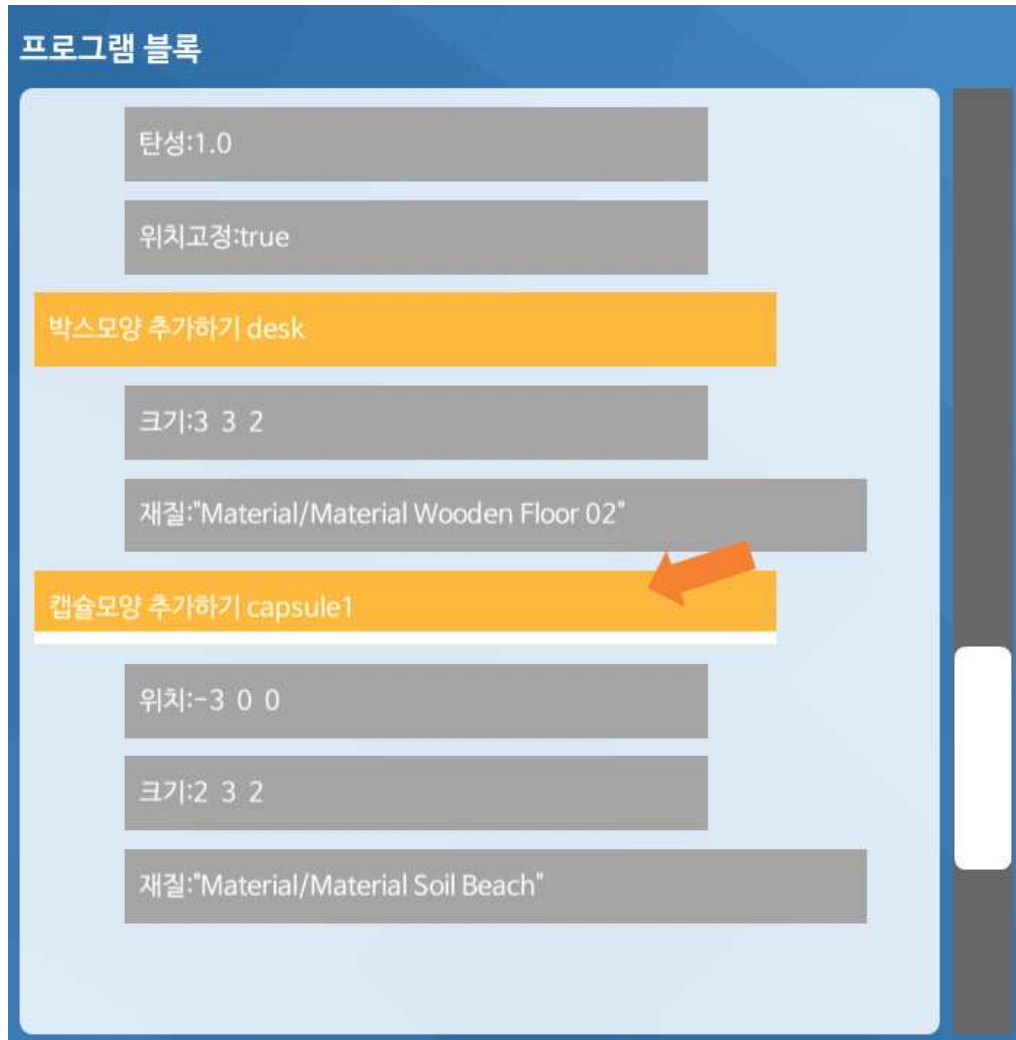 프로그램 블록
탄성:1.0
위치고정:true
박스모양 추가하기 desk
크기:3 3 2
재질:"Material/Material Wooden Floor 02"
캡슐모양 추가하기 capsule1
위치:-3 0 0
크기:2 3 2
재질:"Material/Material Soil Beach"